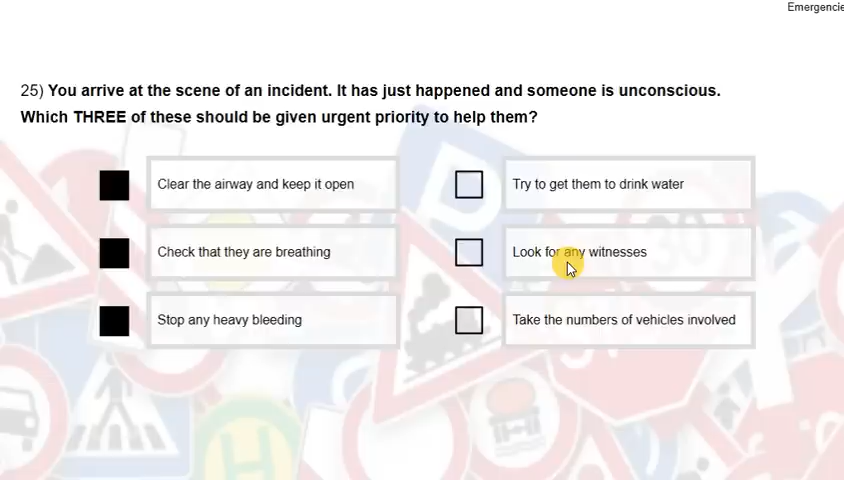 Emergencie
25) You arrive at the scene of an incident. It has just happened and someone is unconscious.
Which THREE of these should be given urgent priority to help them?
Clear the airway and keep it open
Try to get them to drink water
Check that they are breathing
Look for any witnesses
Stop any heavy bleeding
Take the numbers of vehicles involved
30
H